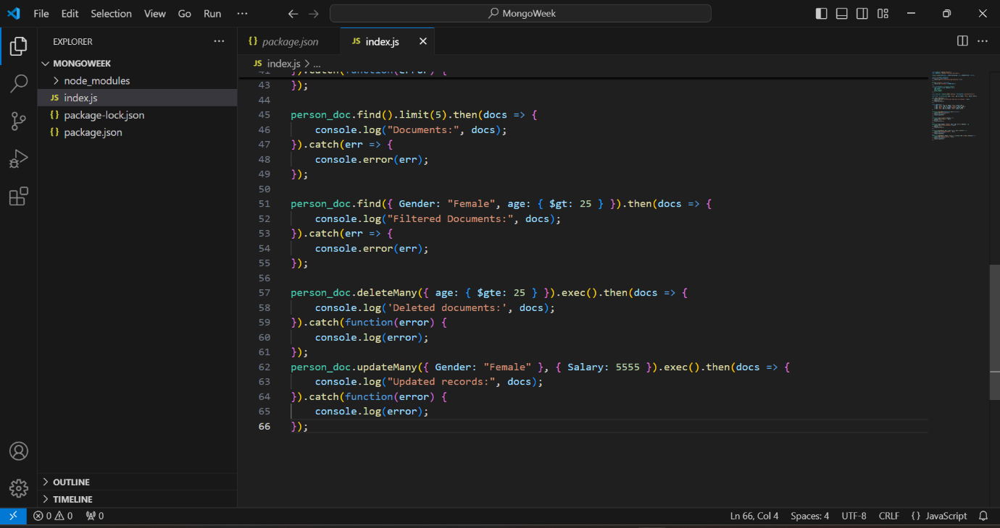 File Edit Selection View Go Run ... MongoWeek
EXPLORER ...
{} package.json JS index.js
MONGOWEEK
JS index.js > ...
node_modules
JS index.js
{} package-lock.json
{} package.json
41 }).catch(function(error) {
43 });
44
45 person_doc.find().limit(5).then(docs => {
46     console.log("Documents:", docs);
47 }).catch(err => {
48     console.error(err);
49 });
50
51 person_doc.find({ Gender: "Female", age: { $gt: 25 } }).then(docs => {
52     console.log("Filtered Documents:", docs);
53 }).catch(err => {
54     console.error(err);
55 });
56
57 person_doc.deleteMany({ age: { $gte: 25 } }).exec().then(docs => {
58     console.log('Deleted documents:', docs);
59 }).catch(function(error) {
60     console.log(error);
61 });
62 person_doc.updateMany({ Gender: "Female" }, { Salary: 5555 }).exec().then(docs => {
63     console.log("Updated records:", docs);
64 }).catch(function(error) {
65     console.log(error);
66 });
OUTLINE
TIMELINE
0 0 0 Ln 66, Col 4 Spaces: 4 UTF-8 CRLF {} JavaScript